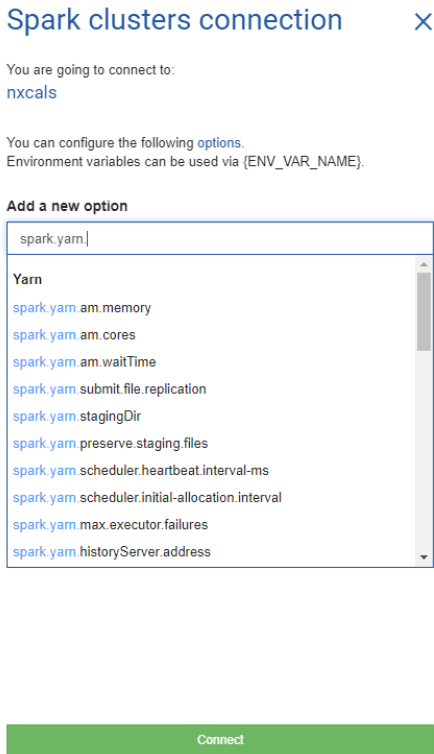 Spark clusters connection
You are going to connect to:
nxcals
You can configure the following options.
Environment variables can be used via {ENV_VAR_NAME}.
Add a new option
spark.yarn.
Yarn
spark.yarn.am.memory
spark.yarn.am.cores
spark.yarn.am.waitTime
spark.yarn.submit.file.replication
spark.yarn.stagingDir
spark.yarn.preserve.staging.files
spark.yarn.scheduler.heartbeat.interval-ms
spark.yarn.scheduler.initial-allocation.interval
spark.yarn.max.executor.failures
spark.yarn.historyServer.address
Connect